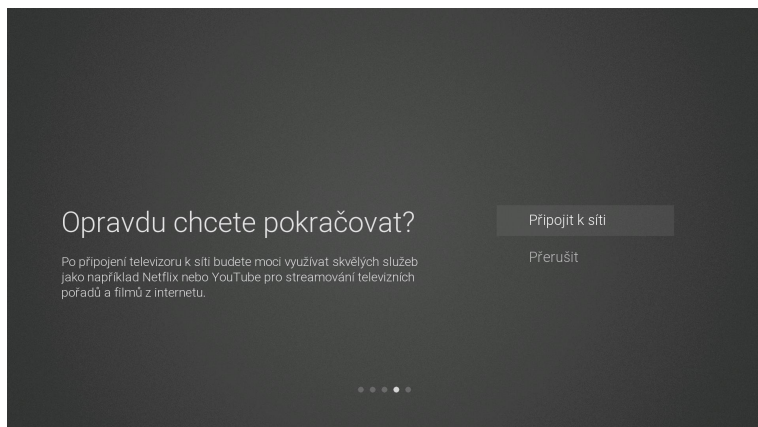 Opravdu chcete pokračovat?
Po připojení televizoru k síti budete moci využívat skvělých služeb
jako například Netflix nebo YouTube pro streamování televizních
pořadů a filmů z internetu.
Připojit k síti
Přerušit